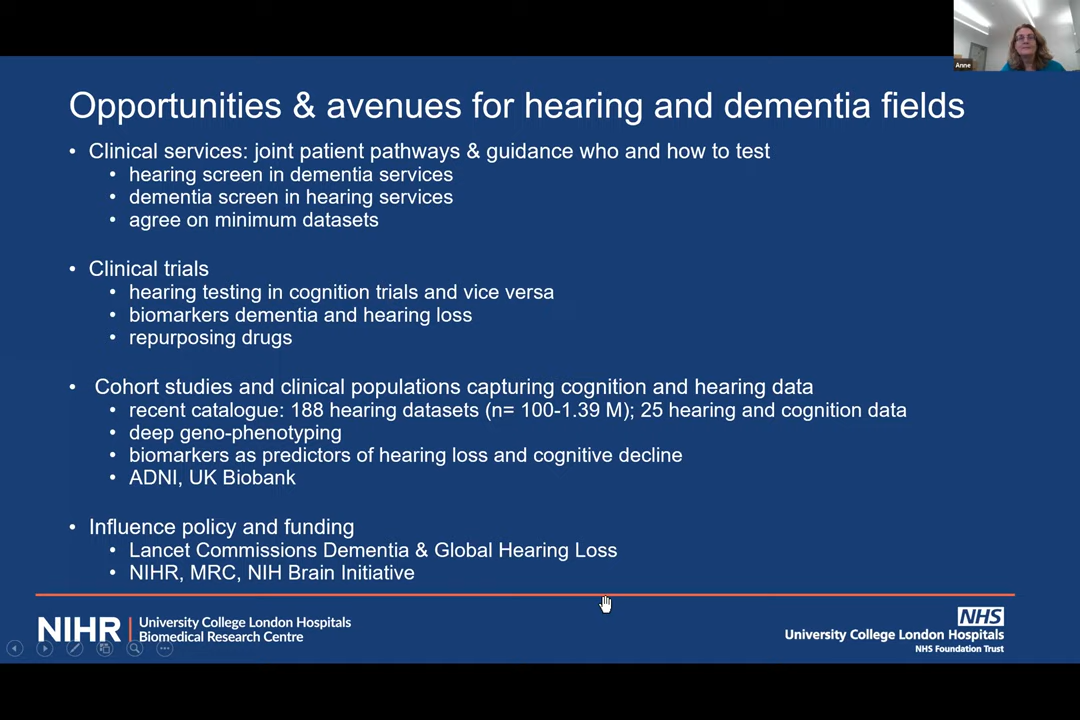 Anne
Opportunities & avenues for hearing and dementia fields
• Clinical services: joint patient pathways & guidance who and how to test
• hearing screen in dementia services
• dementia screen in hearing services
• agree on minimum datasets
• Clinical trials
• hearing testing in cognition trials and vice versa
• biomarkers dementia and hearing loss
• repurposing drugs
• Cohort studies and clinical populations capturing cognition and hearing data
• recent catalogue: 188 hearing datasets (n= 100-1.39 M); 25 hearing and cognition data
• deep geno-phenotyping
• biomarkers as predictors of hearing loss and cognitive decline
• ADNI, UK Biobank
• Influence policy and funding
• Lancet Commissions Dementia & Global Hearing Loss
• NIHR, MRC, NIH Brain Initiative
NIHR | University College London Hospitals
Biomedical Research Centre
NHS
University College London Hospitals
NHS Foundation Trust